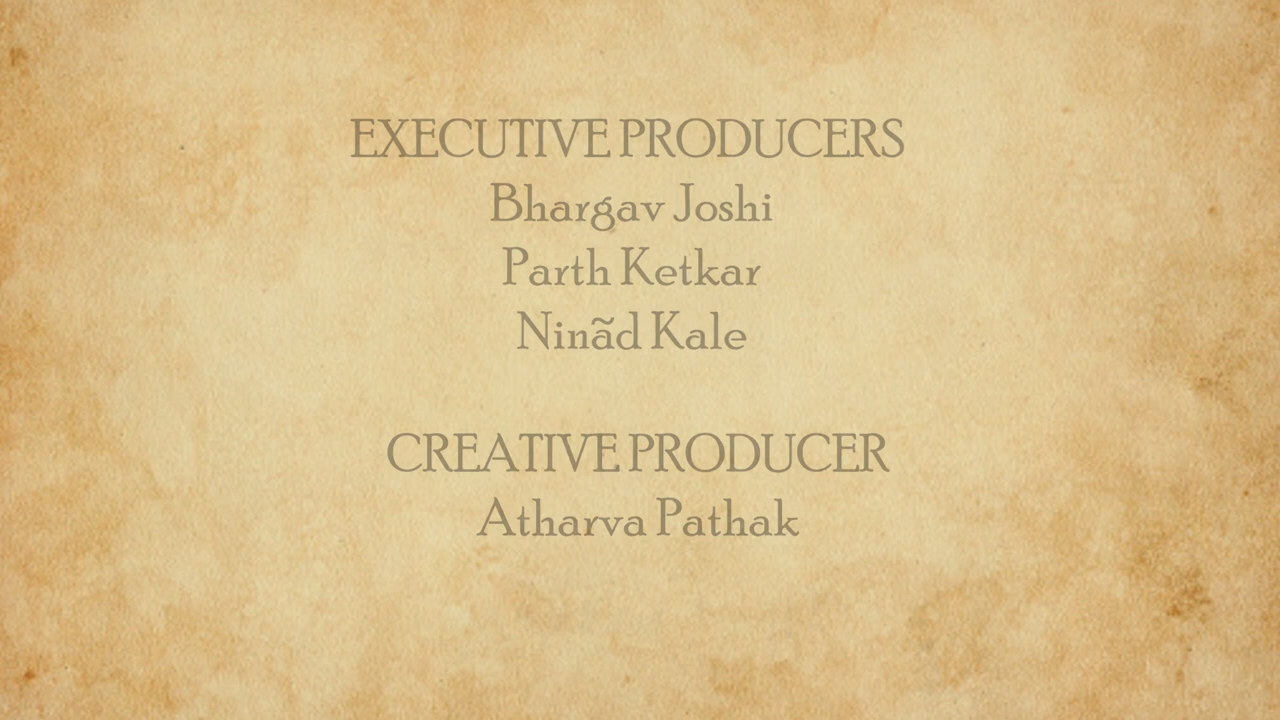 EXECUTIVE PRODUCERS
Bhargav Joshi
Parth Ketkar
Ninãd Kale
CREATIVE PRODUCER
Atharva Pathak